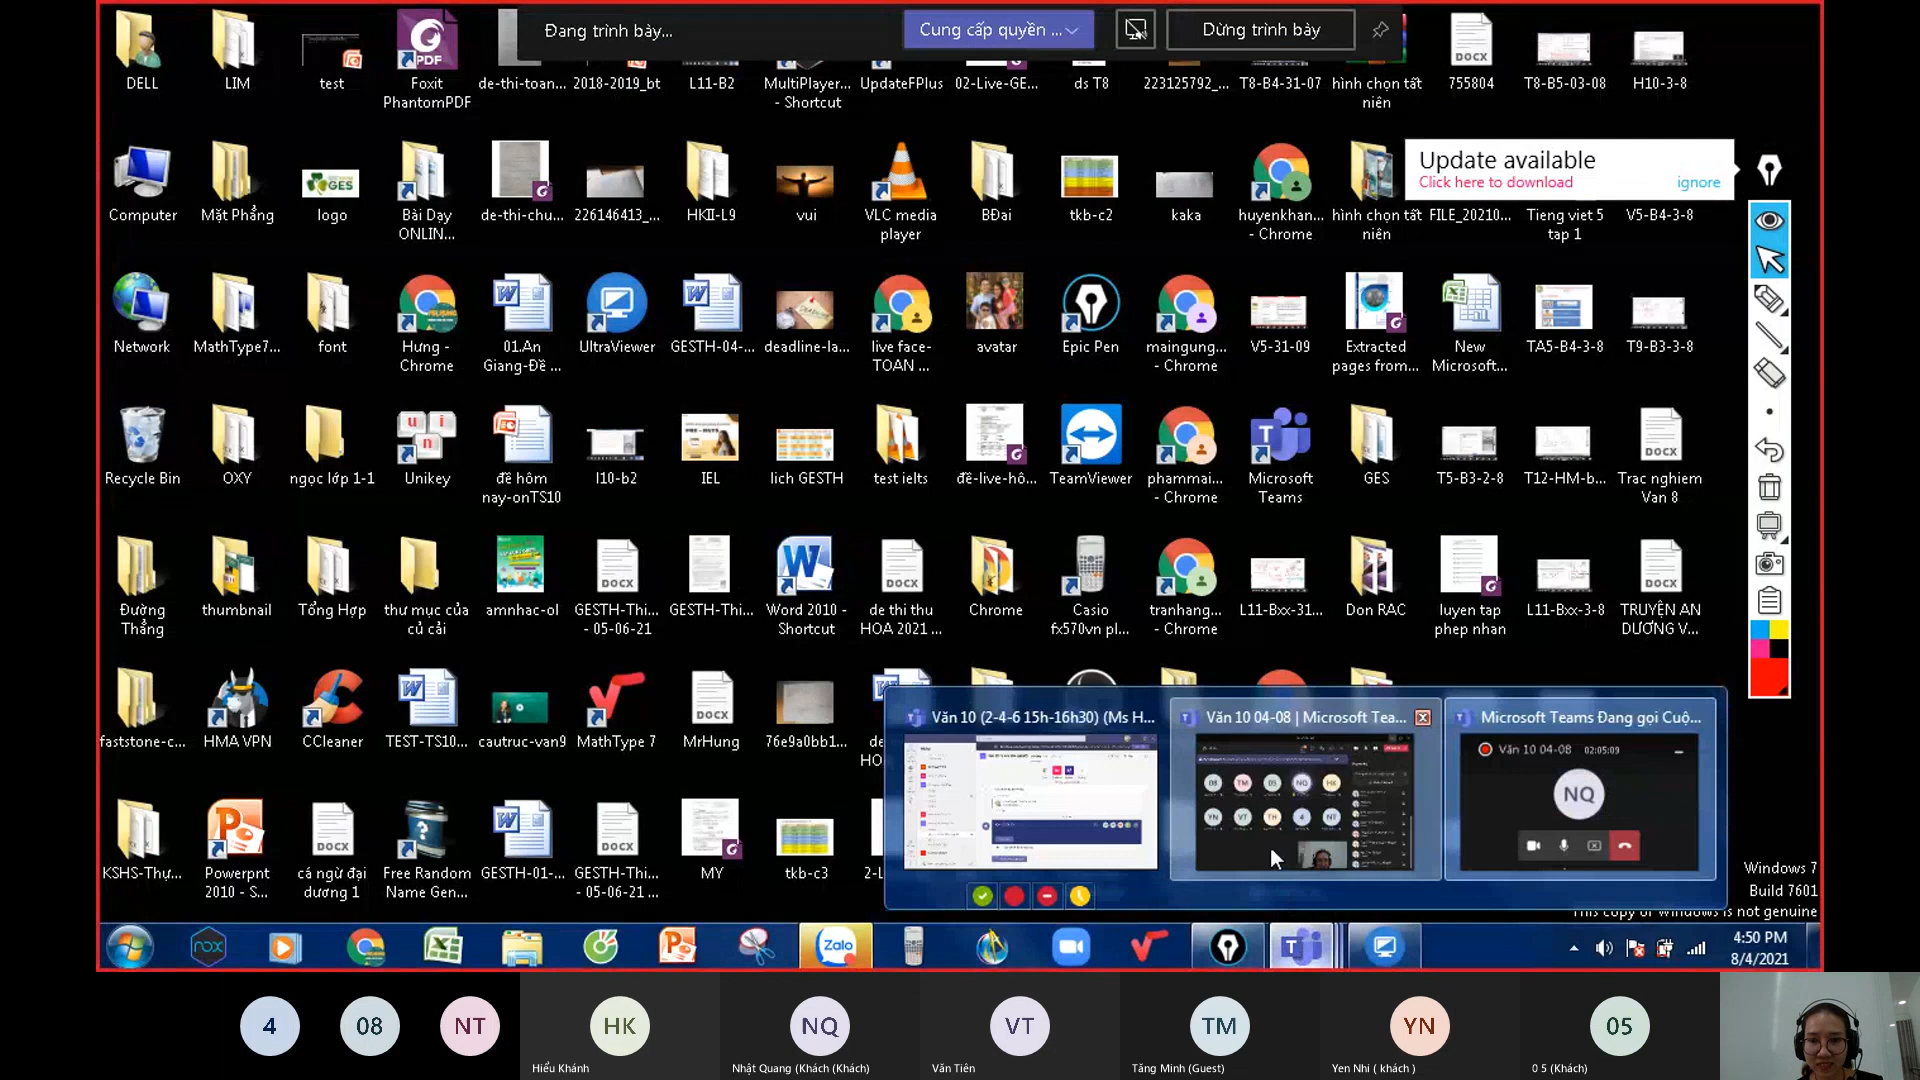 Đang trình bày...
Cung cấp quyền ...
Dừng trình bày
DELL
LIM
test
Foxit PhantomPDF
de-thi-toan...
2018-2019_bt
L11-B2
MultiPlayer... - Shortcut
UpdateFPlus
02-Live-GE...
ds T8
223125792_...
T8-B4-31-07
hình chọn tất niên
755804
T8-B5-03-08
H10-3-8
Update available
Click here to download
ignore
Computer
Mặt Phẳng
logo
Bài Dạy ONLIN...
de-thi-chu...
226146413_...
HKII-L9
vui
VLC media player
BĐai
tkb-c2
kaka
huyenkhan... - Chrome
hình chọn tất niên
FILE_20210...
Tieng viet 5 tap 1
V5-B4-3-8
Network
MathType7...
font
Hưng - Chrome
01.An Giang-Đề ...
UltraViewer
GESTH-04-...
deadline-la...
live face-TOAN ...
avatar
Epic Pen
maingung... - Chrome
V5-31-09
Extracted pages from...
New Microsoft...
TA5-B4-3-8
T9-B3-3-8
Recycle Bin
OXY
ngọc lớp 1-1
Unikey
đề hôm nay-onTS10
l10-b2
IEL
lich GESTH
test ielts
đề-live-hô...
TeamViewer
phammai... - Chrome
Microsoft Teams
GES
T5-B3-2-8
T12-HM-b...
Trac nghiem Van 8
Đường Thẳng
thumbnail
Tổng Hợp
thư mục của củ cải
amnhac-ol
GESTH-Thi... - 05-06-21
GESTH-Thi...
Word 2010 - Shortcut
de thi thu HOA 2021 ...
Chrome
Casio fx570vn pl...
tranhang... - Chrome
L11-Bxx-31...
Don RAC
luyen tap phep nhan
L11-Bxx-3-8
TRUYỆN AN DƯƠNG V...
faststone-c...
HMA VPN
CCleaner
TEST-TS10...
cautruc-van9
MathType 7
MrHung
76e9a0bb1...
Văn 10 (2-4-6 15h-16h30) (Ms H...
Văn 10 04-08 | Microsoft Tea...
Microsoft Teams Đang gọi Cuộ...
Văn 10 04-08 02:05:09
NQ
KSHS-Thự...
Powerpnt 2010 - S...
cá ngừ đại dương 1
Free Random Name Gen...
GESTH-01-...
GESTH-Thi... - 05-06-21 ...
MY
tkb-c3
Windows 7
Build 7601
This copy of Windows is not genuine
Zalo
4:50 PM
8/4/2021
4
08
NT
HK
NQ
VT
TM
YN
05
Hiểu Khánh
Nhật Quang (Khách (Khách)
Văn Tiên
Tăng Minh (Guest)
Yen Nhi ( khách )
0 5 (Khách)